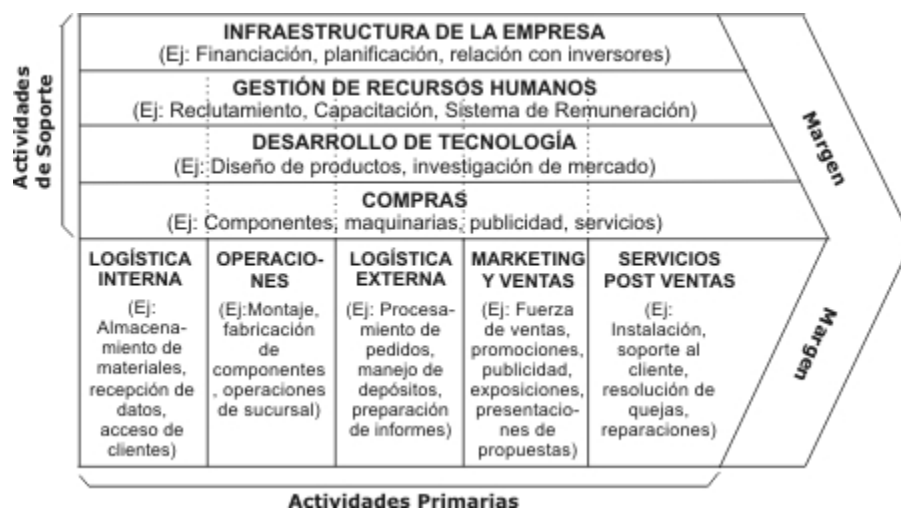 Actividades
de Soporte
INFRAESTRUCTURA DE LA EMPRESA
(Ej: Financiación, planificación, relación con inversores)
GESTIÓN DE RECURSOS HUMANOS
(Ej: Reclutamiento, Capacitación, Sistema de Remuneración)
DESARROLLO DE TECNOLOGÍA
(Ej: Diseño de productos, investigación de mercado)
COMPRAS
(Ej: Componentes, maquinarias, publicidad, servicios)
LOGÍSTICA
INTERNA
(Ej:
Almacena-
miento de
materiales,
recepción de
datos,
acceso de
clientes)
OPERACIO-
NES
(Ej:Montaje,
fabricación
de
componentes
, operaciones
de sucursal)
LOGÍSTICA
EXTERNA
(Ej: Procesa-
miento de
pedidos,
manejo de
depósitos,
preparación
de informes)
MARKETING
Y VENTAS
(Ej: Fuerza
de ventas,
promociones,
publicidad,
exposiciones,
presentacio-
nes de
propuestas)
SERVICIOS
POST VENTAS
(Ej:
Instalación,
soporte al
cliente,
resolución de
quejas,
reparaciones)
Margen
Margen
Actividades Primarias